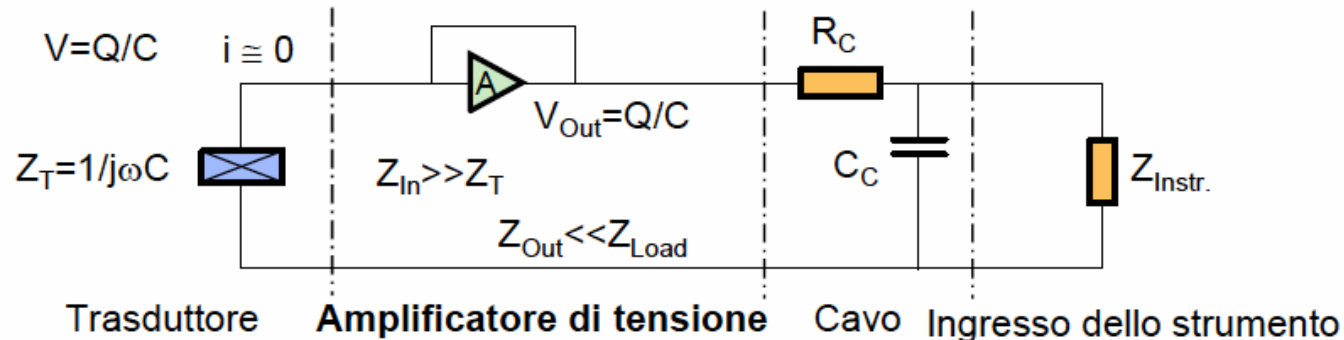 V=Q/C
i ≅ 0
R_C
A
V_Out=Q/C
Z_T=1/jωC
Z_In>>Z_T
C_C
Z_Instr.
Z_Out<<Z_Load
Trasduttore
Amplificatore di tensione
Cavo
Ingresso dello strumento